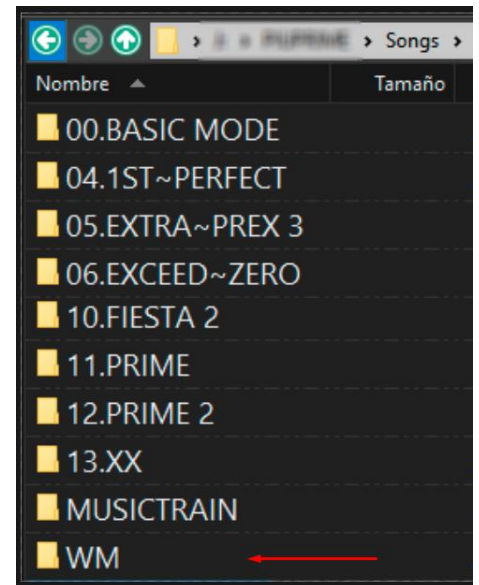 › › Songs ›
Nombre Tamaño
00.BASIC MODE
04.1ST~PERFECT
05.EXTRA~PREX 3
06.EXCEED~ZERO
10.FIESTA 2
11.PRIME
12.PRIME 2
13.XX
MUSICTRAIN
WM